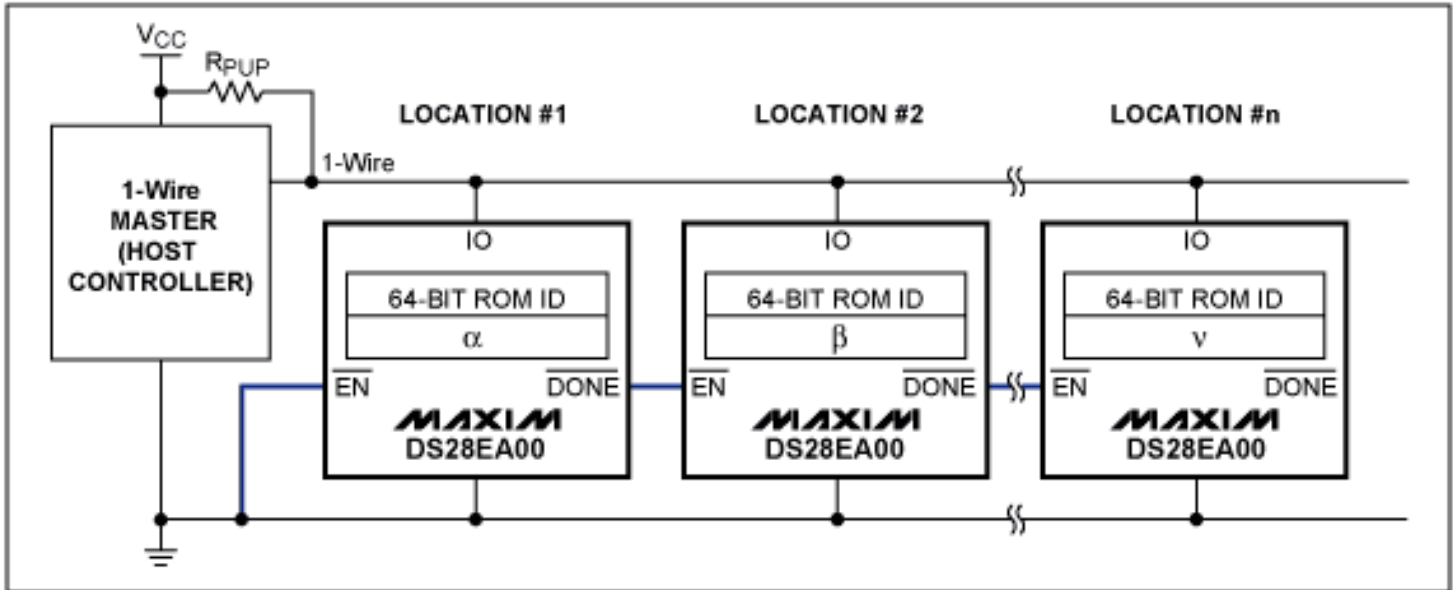 VCC
RPUP
LOCATION #1
LOCATION #2
LOCATION #n
1-Wire
1-Wire
MASTER
(HOST
CONTROLLER)
IO
IO
IO
64-BIT ROM ID
64-BIT ROM ID
64-BIT ROM ID
α
β
ν
EN
DONE
EN
DONE
EN
DONE
MAXIM
MAXIM
MAXIM
DS28EA00
DS28EA00
DS28EA00